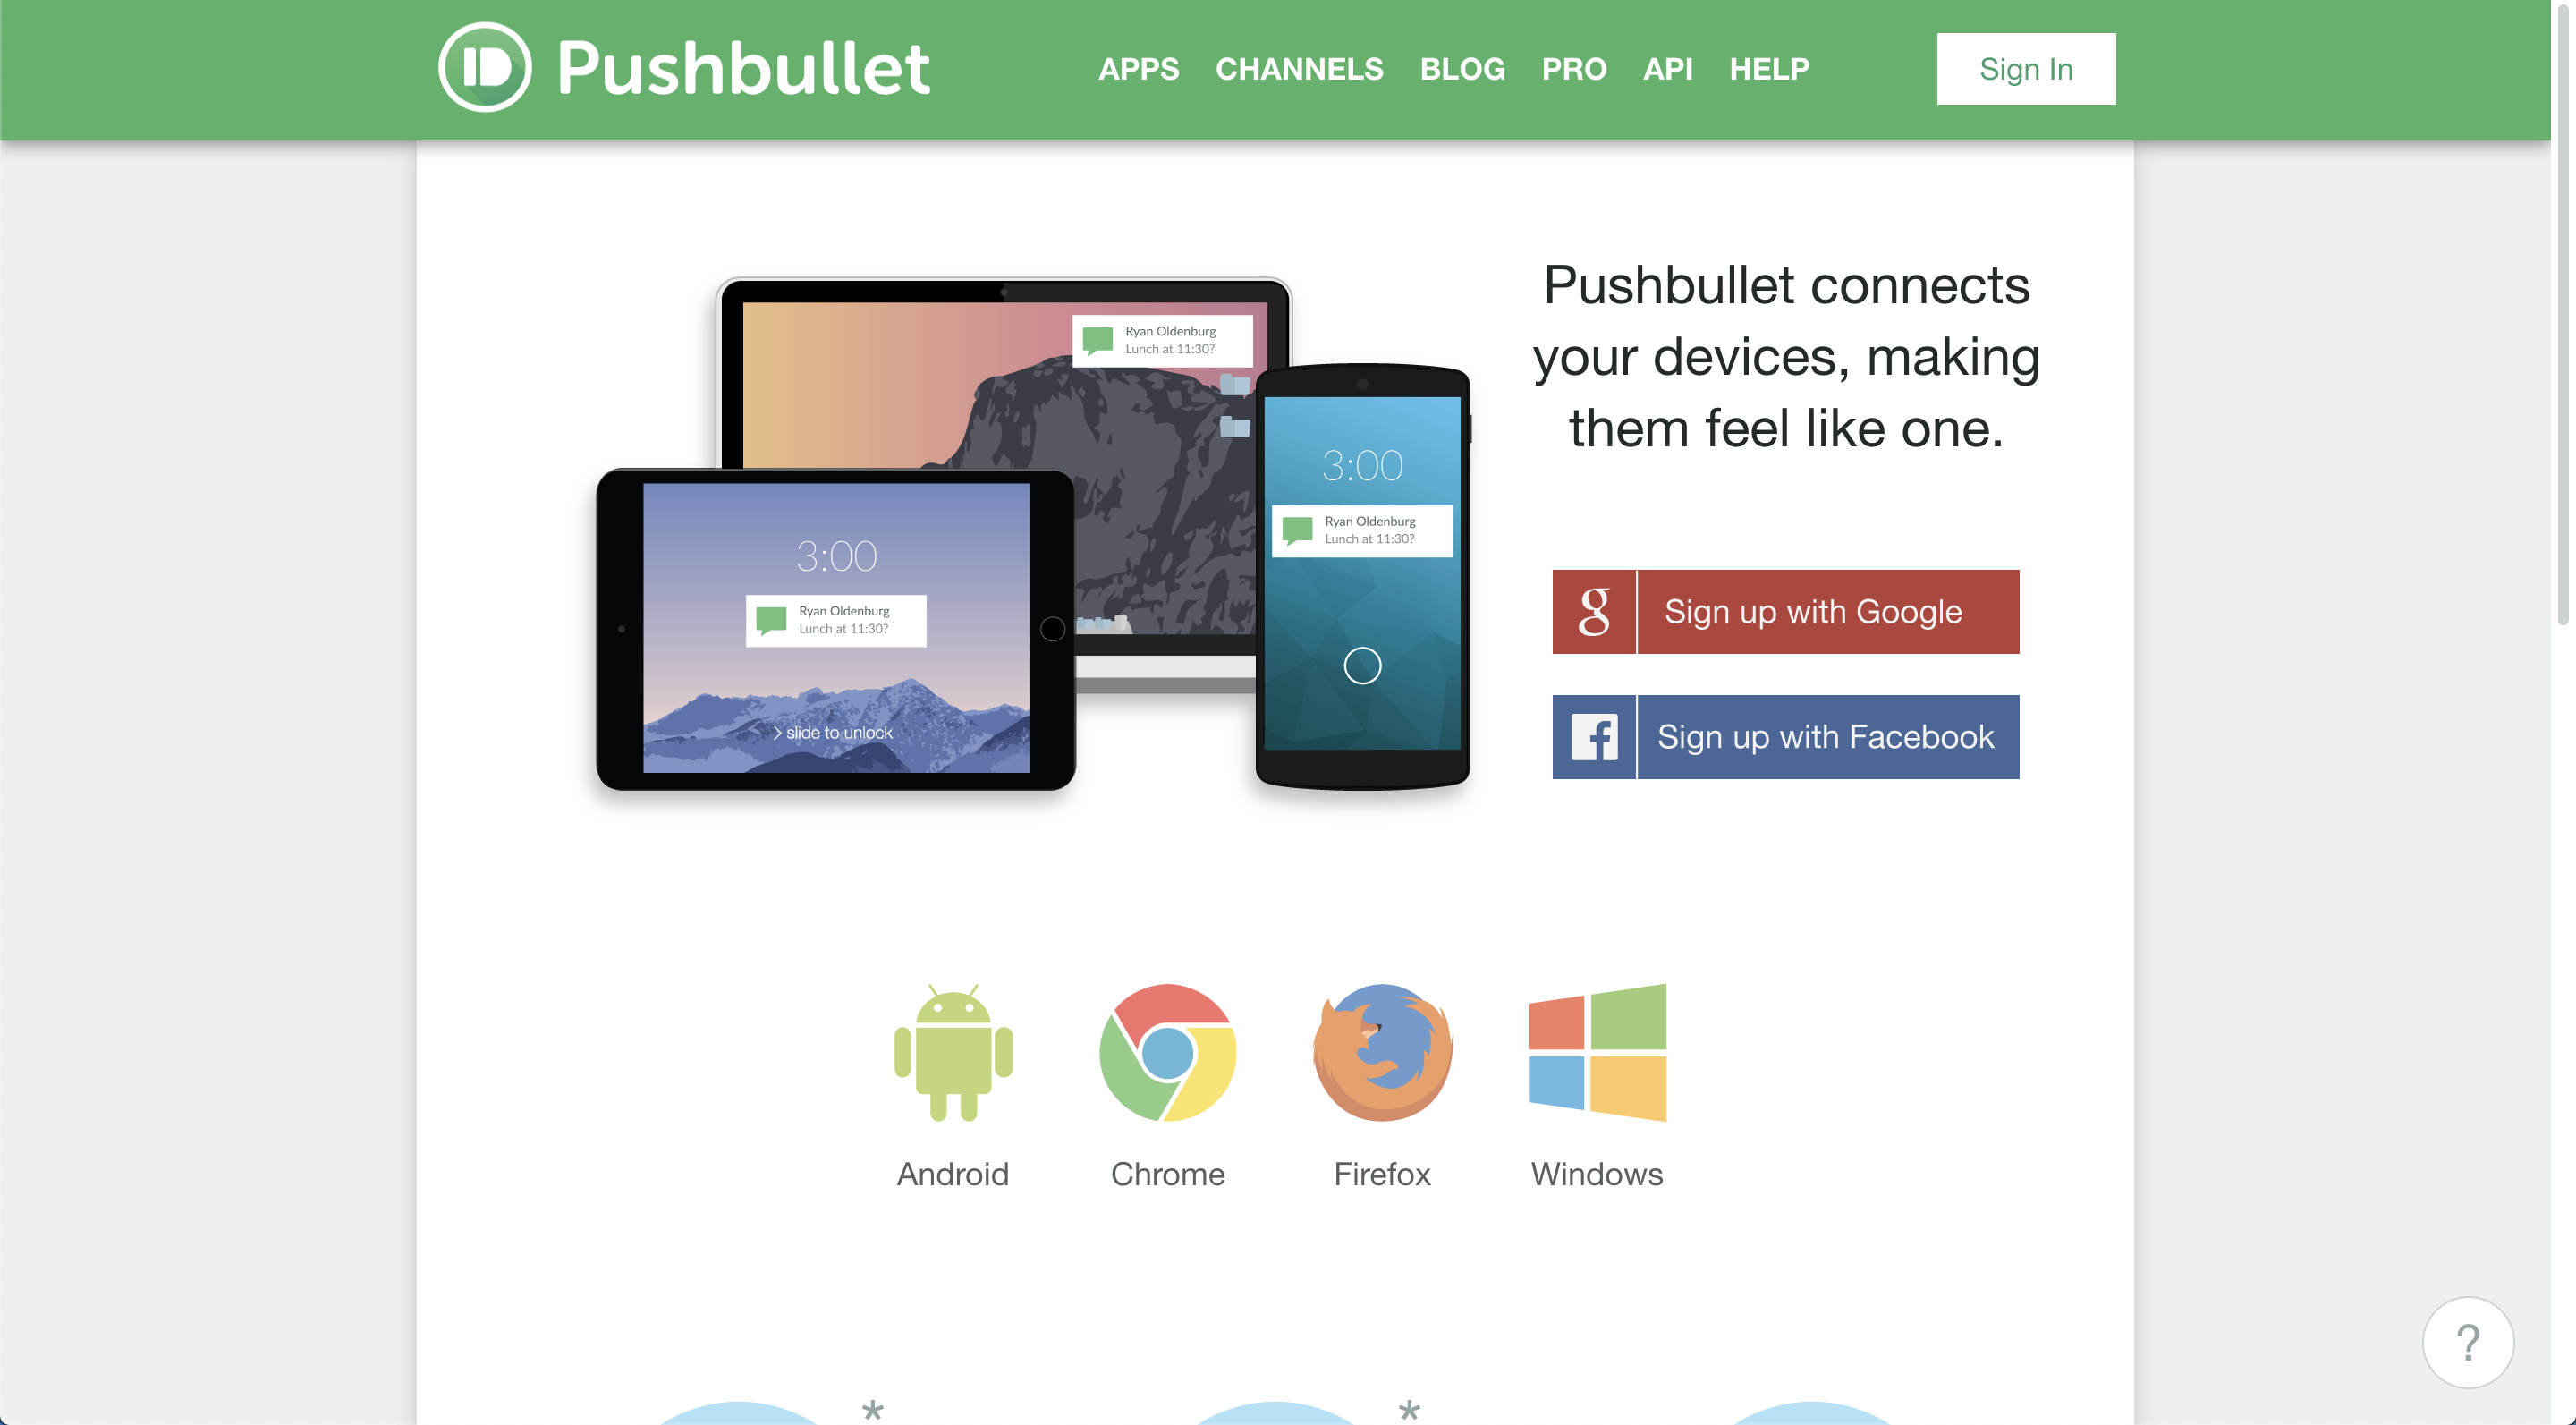 Pushbullet
APPS CHANNELS BLOG PRO API HELP
Sign In
Ryan Oldenburg
Lunch at 11:30?
3:00
Ryan Oldenburg
Lunch at 11:30?
3:00
Ryan Oldenburg
Lunch at 11:30?
> slide to unlock
Pushbullet connects
your devices, making
them feel like one.
g Sign up with Google
f Sign up with Facebook
Android Chrome Firefox Windows
* *
?